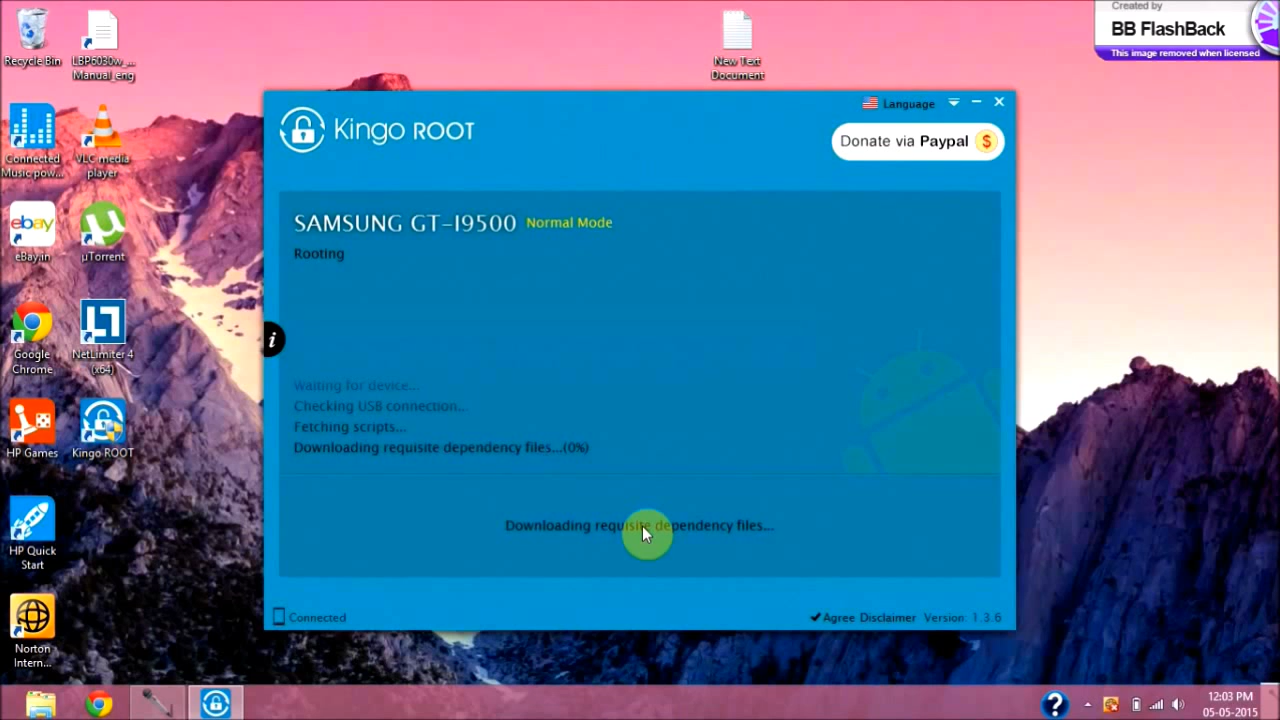 Recycle Bin
LBP6030w_...
Manual_eng
New Text
Document
Created by
BB FlashBack
This image removed when licensed
Connected
Music pow...
VLC media
player
ebay
eBay.in
µTorrent
Google
Chrome
NetLimiter 4
(x64)
HP Games
Kingo ROOT
HP Quick
Start
Norton
Intern...
Kingo ROOT
Language
Donate via Paypal $
SAMSUNG GT-I9500 Normal Mode
Rooting
i
Waiting for device...
Checking USB connection...
Fetching scripts...
Downloading requisite dependency files...(0%)
Downloading requisite dependency files...
Connected
Agree Disclaimer Version: 1.3.6
?
12:03 PM
05-05-2015